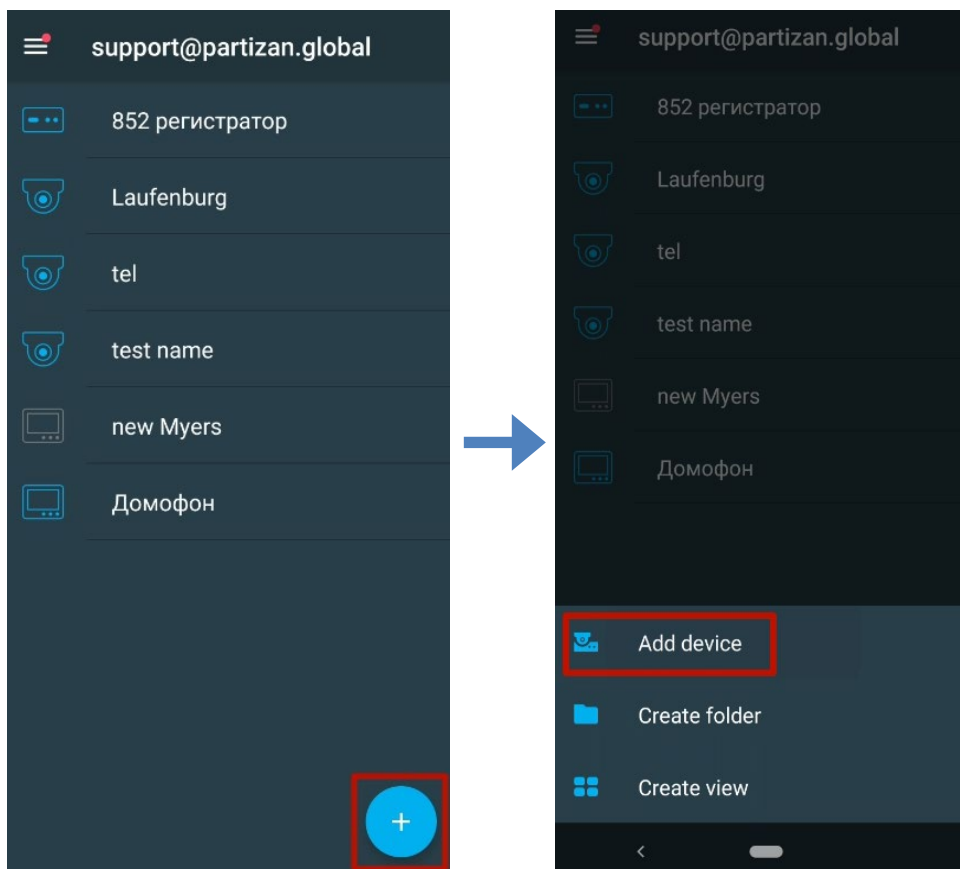 support@partizan.global
852 регистратор
Laufenburg
tel
test name
new Myers
Домофон
support@partizan.global
852 регистратор
Laufenburg
tel
test name
new Myers
Домофон
Add device
Create folder
Create view